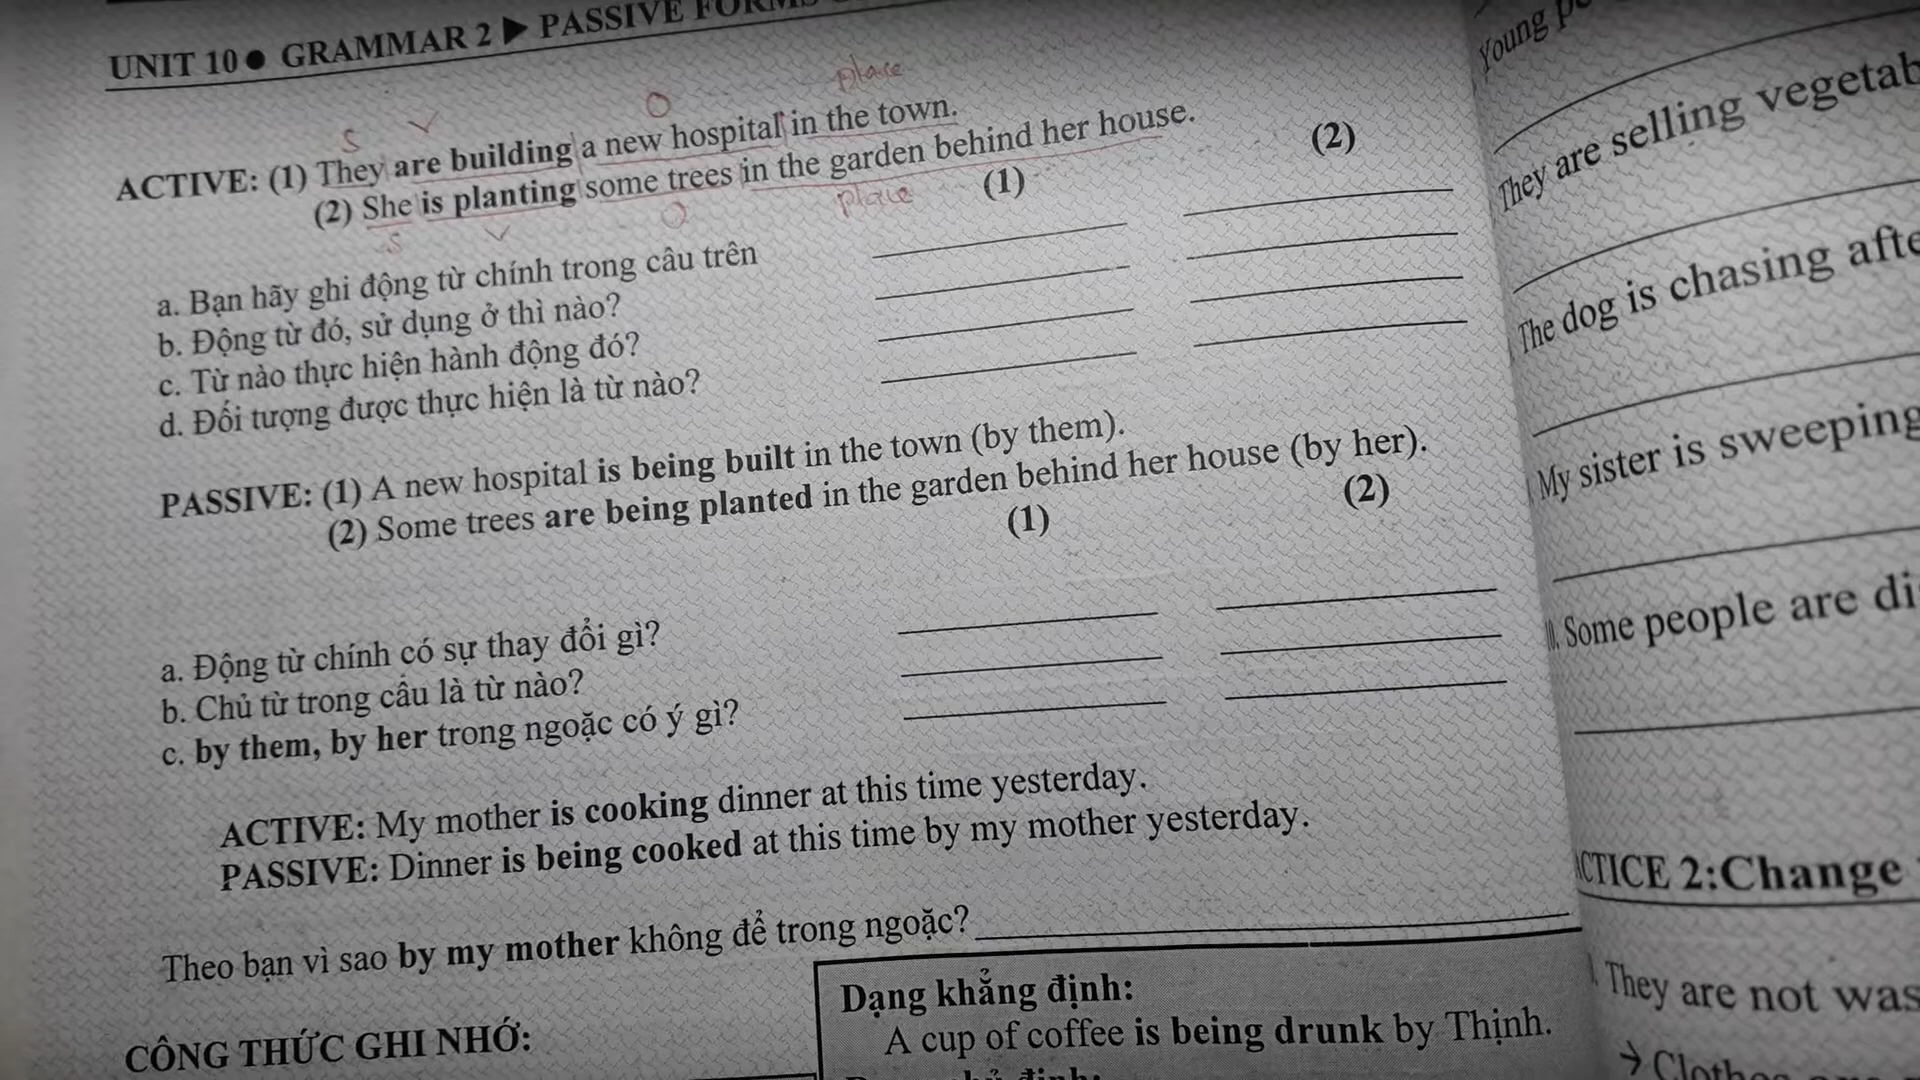 UNIT 10 ● GRAMMAR 2 ▶ PASSIVE FORMS
place
S V O
ACTIVE: (1) They are building a new hospital in the town.
(2) She is planting some trees in the garden behind her house.
S V O place
(1) (2)
a. Bạn hãy ghi động từ chính trong câu trên
b. Động từ đó, sử dụng ở thì nào?
c. Từ nào thực hiện hành động đó?
d. Đối tượng được thực hiện là từ nào?
PASSIVE: (1) A new hospital is being built in the town (by them).
(2) Some trees are being planted in the garden behind her house (by her).
(1) (2)
a. Động từ chính có sự thay đổi gì?
b. Chủ từ trong câu là từ nào?
c. by them, by her trong ngoặc có ý gì?
ACTIVE: My mother is cooking dinner at this time yesterday.
PASSIVE: Dinner is being cooked at this time by my mother yesterday.
Theo bạn vì sao by my mother không để trong ngoặc?
CÔNG THỨC GHI NHỚ:
Dạng khẳng định:
A cup of coffee is being drunk by Thịnh.
Young
They are selling
The dog is chasing
My sister is sweeping
Some people are
PRACTICE 2:Change
They are not
→